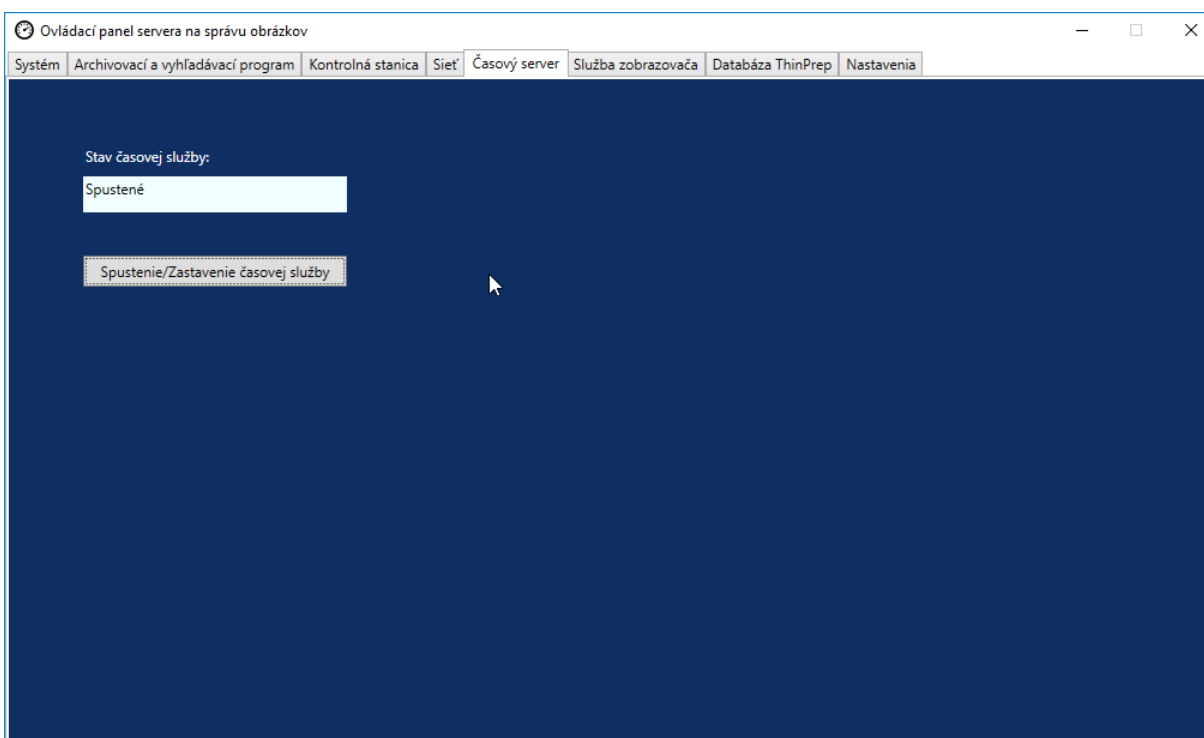 Ovládací panel servera na správu obrázkov
Systém Archivovací a vyhľadávací program Kontrolná stanica Sieť Časový server Služba zobrazovača Databáza ThinPrep Nastavenia
Stav časovej služby:
Spustené
Spustenie/Zastavenie časovej služby